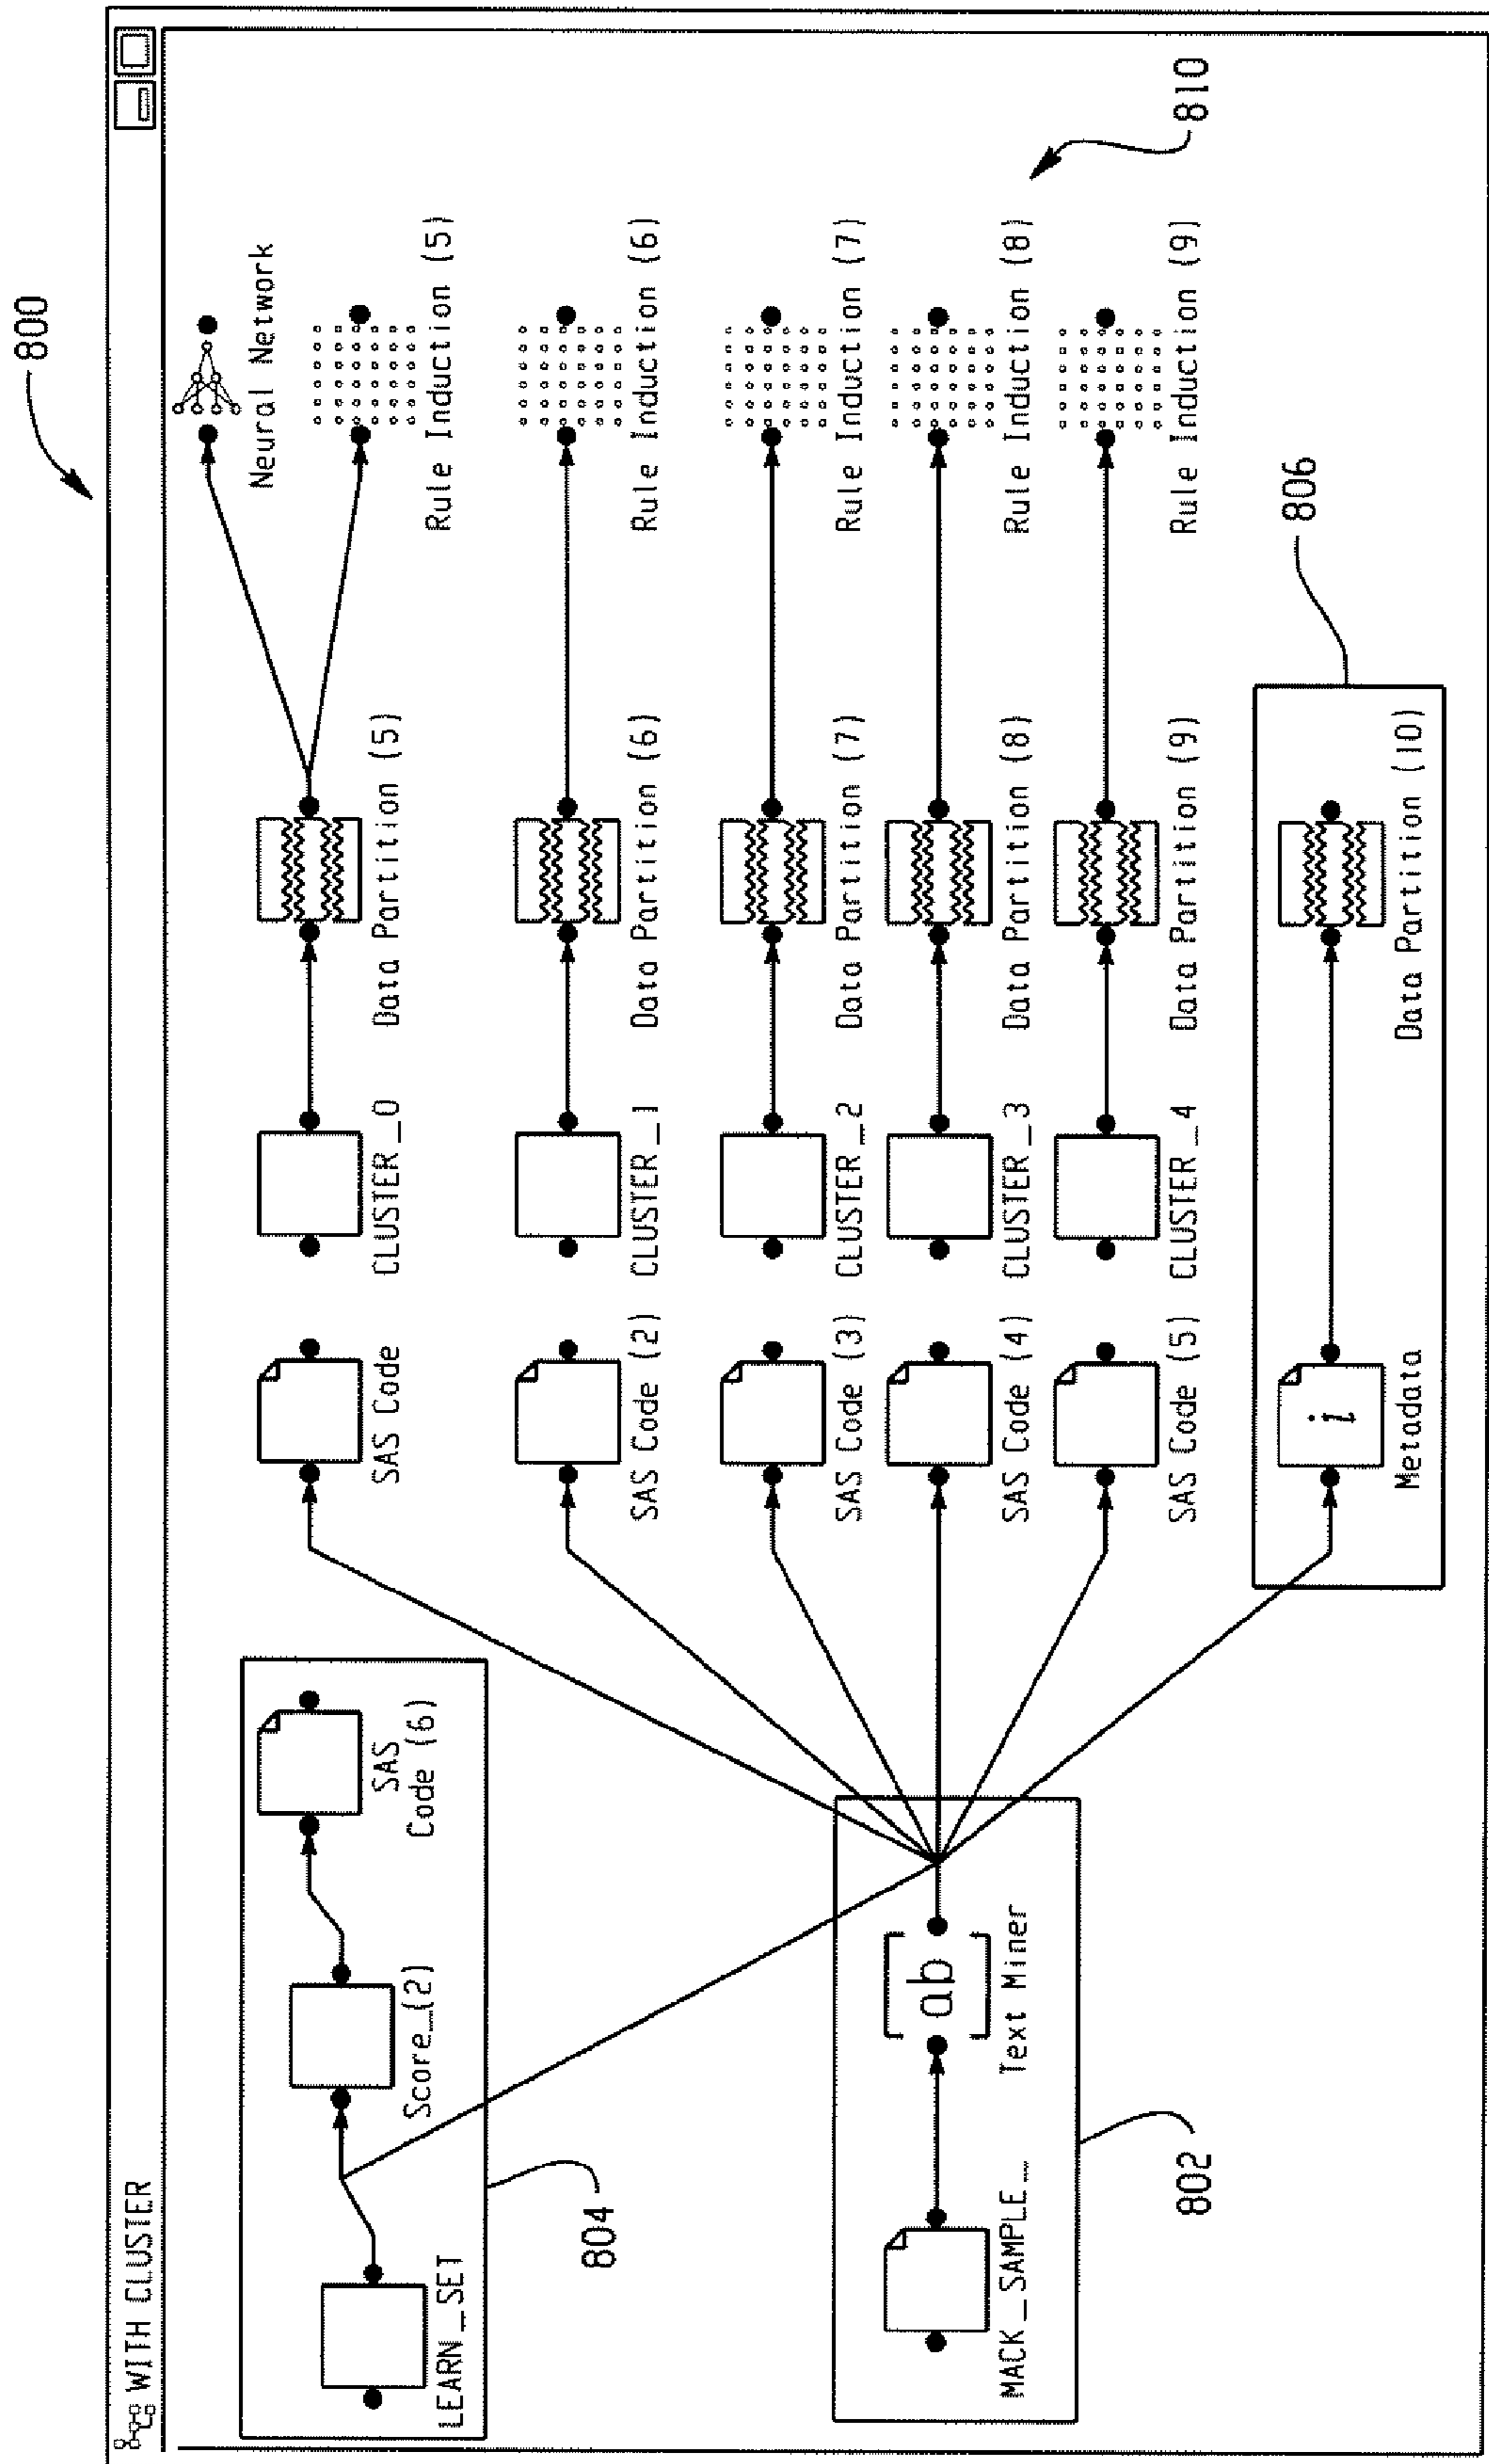 800
WITH CLUSTER
Neural Network
LEARN_SET
Score_(2)
SAS
Code (6)
SAS Code
CLUSTER_0
Data Partition (5)
Rule Induction (5)
804
SAS Code (2)
CLUSTER_1
Data Partition (6)
Rule Induction (6)
SAS Code (3)
CLUSTER_2
Data Partition (7)
Rule Induction (7)
ab
MACK_SAMPLE_
Text Miner
SAS Code (4)
CLUSTER_3
Data Partition (8)
Rule Induction (8)
810
802
SAS Code (5)
CLUSTER_4
Data Partition (9)
Rule Induction (9)
806
i
Metadata
Data Partition (10)